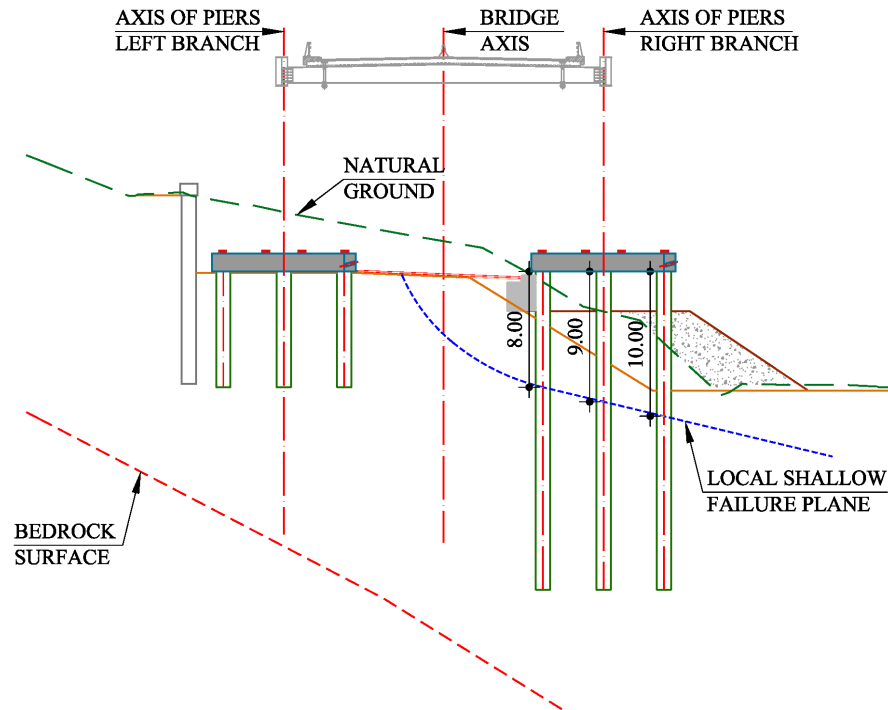 AXIS OF PIERS
LEFT BRANCH
BRIDGE
AXIS
AXIS OF PIERS
RIGHT BRANCH
NATURAL
GROUND
8.00
9.00
10.00
LOCAL SHALLOW
FAILURE PLANE
BEDROCK
SURFACE